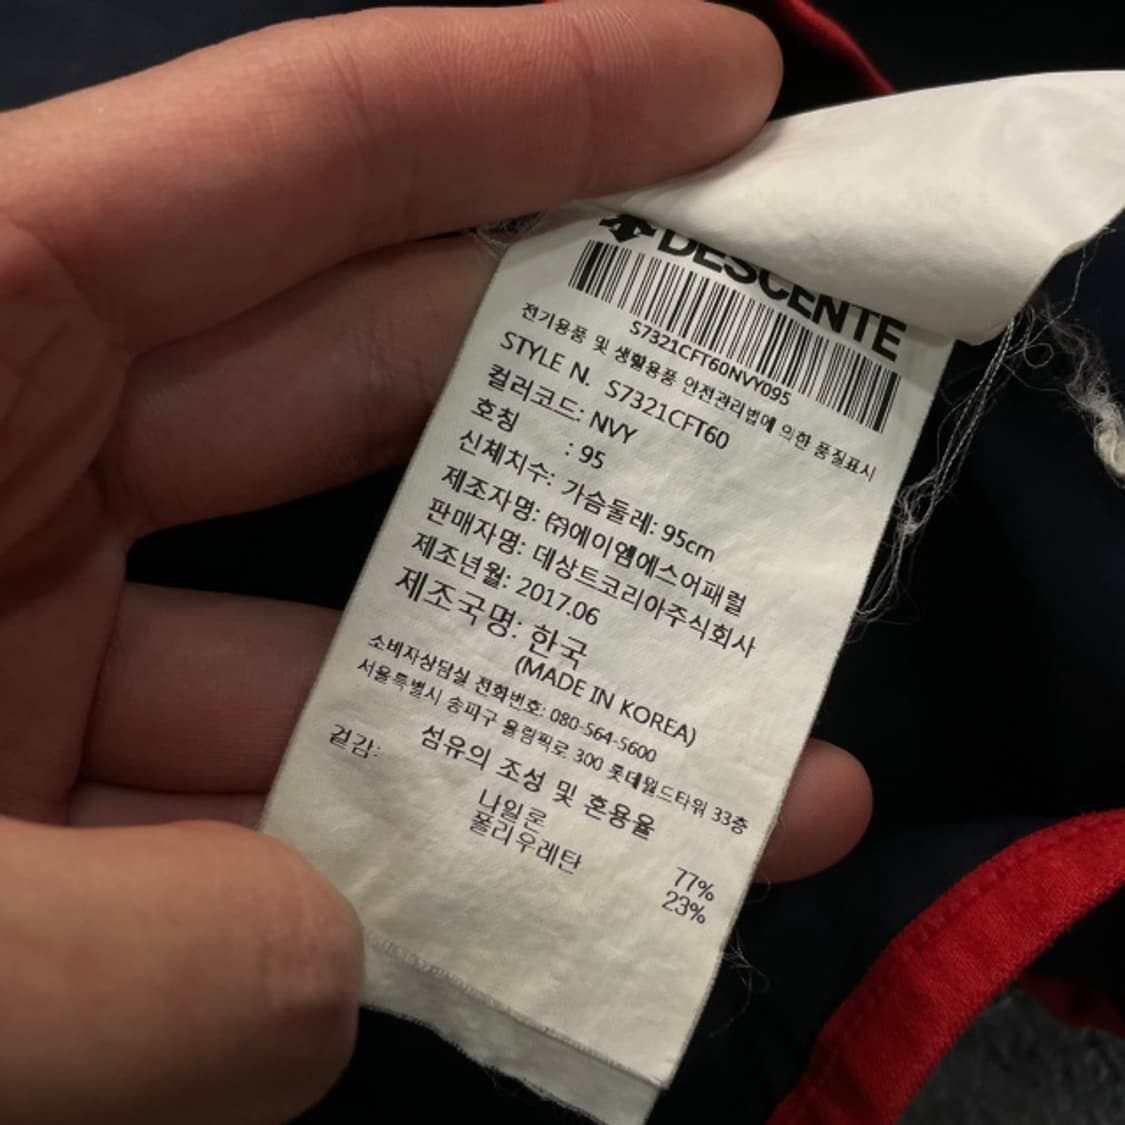 DESCENTE
S7321CFT60NVY095
전기용품 및 생활용품 안전관리법에 의한 품질표시
STYLE N. S7321CFT60
컬러코드: NVY
호칭 : 95
신체치수: 가슴둘레: 95cm
제조자명: ㈜에이엠에스어패럴
판매자명: 데상트코리아주식회사
제조년월: 2017.06
제조국명: 한국
(MADE IN KOREA)
소비자상담실 전화번호: 080-564-5600
서울특별시 송파구 올림픽로 300 롯데월드타워 33층
섬유의 조성 및 혼용율
겉감:
나일론 77%
폴리우레탄 23%